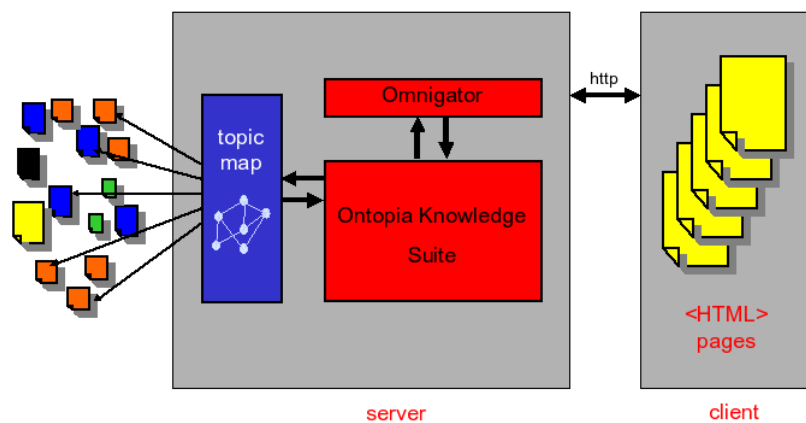 Omnigator
http
topic
map
Ontopia Knowledge
Suite
<HTML>
pages
server
client